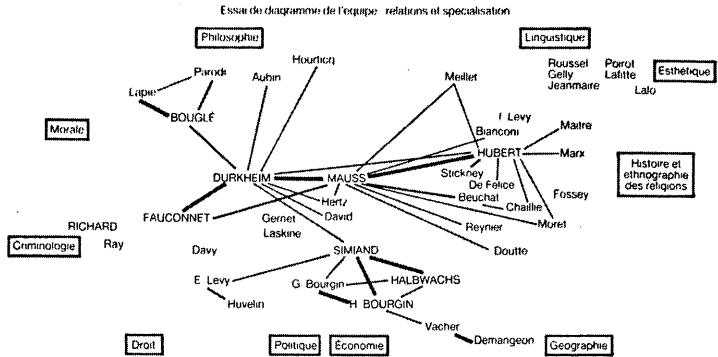 Essai de diagramme de l'equipe relations et specialisation
Philosophie
Linguistique
Hourticq
Parodi
Aubin
Meillet
Roussel
Poirot
Gelly
Lafitte
Esthétique
Jeanmaire
Lalo
Lapie
BOUGLÉ
Morale
Levy
Bianconi
Maitre
HUBERT
Marx
Stickney
Histoire et
ethnographie
des religions
DURKHEIM
MAUSS
De Felice
Hertz
Beuchat
Chaillie
Fossey
FAUCONNET
Gernet
David
Reynier
Moret
RICHARD
Laskine
Criminologie
Ray
Davy
SIMIAND
Doutte
E. Levy
G. Bourgin
HALBWACHS
Huvelin
H. BOURGIN
Vacher
Demangeon
Droit
Politique
Économie
Geographie